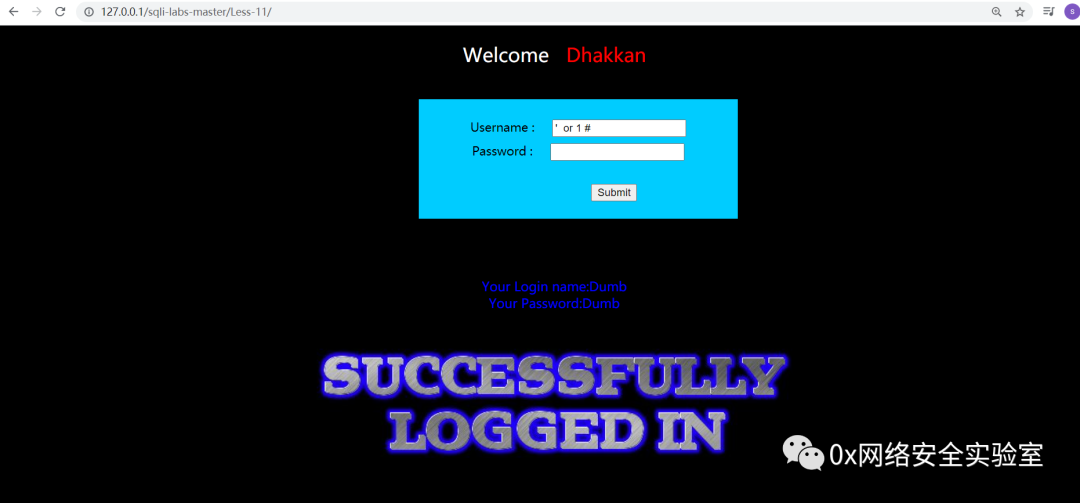 127.0.0.1/sqli-labs-master/Less-11/
s
Welcome Dhakkan
Username : ' or 1 #
Password :
Submit
Your Login name:Dumb
Your Password:Dumb
SUCCESSFULLY
LOGGED IN
0x网络安全实验室